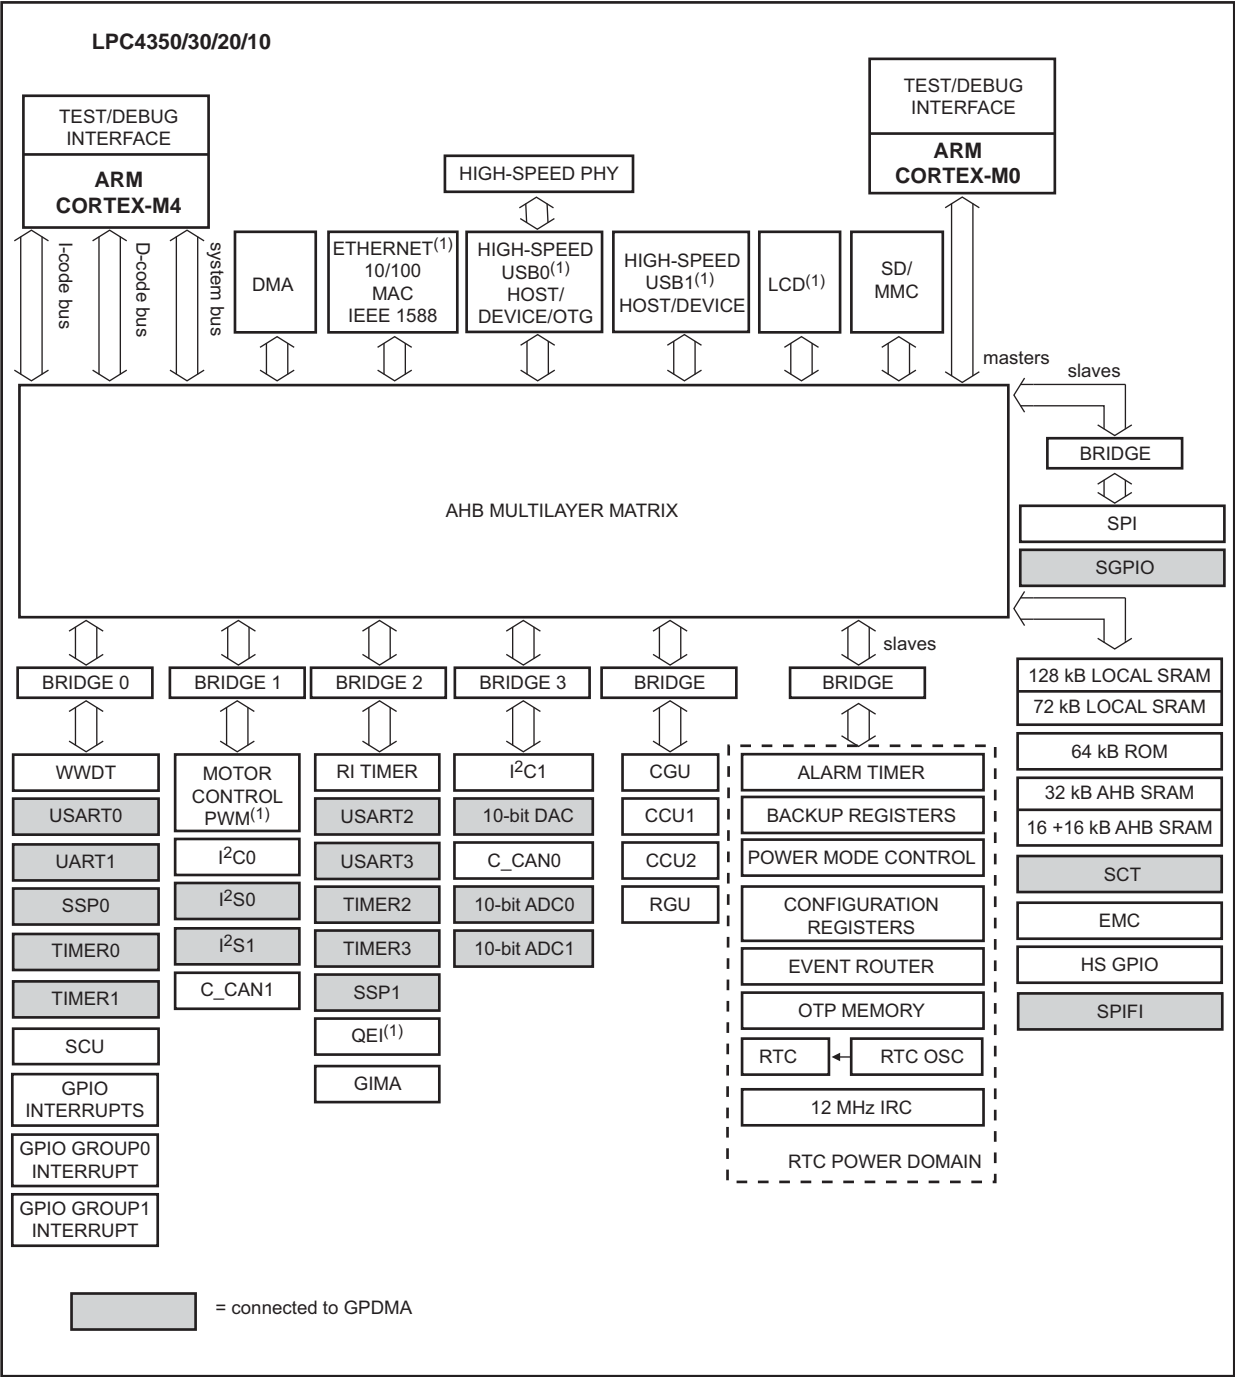 LPC4350/30/20/10
TEST/DEBUG
INTERFACE
ARM
CORTEX-M4
TEST/DEBUG
INTERFACE
ARM
CORTEX-M0
HIGH-SPEED PHY
I-code bus
D-code bus
system bus
DMA
ETHERNET(1)
10/100
MAC
IEEE 1588
HIGH-SPEED
USB0(1)
HOST/
DEVICE/OTG
HIGH-SPEED
USB1(1)
HOST/DEVICE
LCD(1)
SD/
MMC
masters
slaves
BRIDGE
SPI
SGPIO
AHB MULTILAYER MATRIX
slaves
BRIDGE 0
BRIDGE 1
BRIDGE 2
BRIDGE 3
BRIDGE
BRIDGE
WWDT
USART0
UART1
SSP0
TIMER0
TIMER1
SCU
GPIO
INTERRUPTS
GPIO GROUP0
INTERRUPT
GPIO GROUP1
INTERRUPT
MOTOR
CONTROL
PWM(1)
I2C0
I2S0
I2S1
C_CAN1
RI TIMER
USART2
USART3
TIMER2
TIMER3
SSP1
QEI(1)
GIMA
I2C1
10-bit DAC
C_CAN0
10-bit ADC0
10-bit ADC1
CGU
CCU1
CCU2
RGU
ALARM TIMER
BACKUP REGISTERS
POWER MODE CONTROL
CONFIGURATION
REGISTERS
EVENT ROUTER
OTP MEMORY
RTC
RTC OSC
12 MHz IRC
RTC POWER DOMAIN
128 kB LOCAL SRAM
72 kB LOCAL SRAM
64 kB ROM
32 kB AHB SRAM
16 +16 kB AHB SRAM
SCT
EMC
HS GPIO
SPIFI
= connected to GPDMA